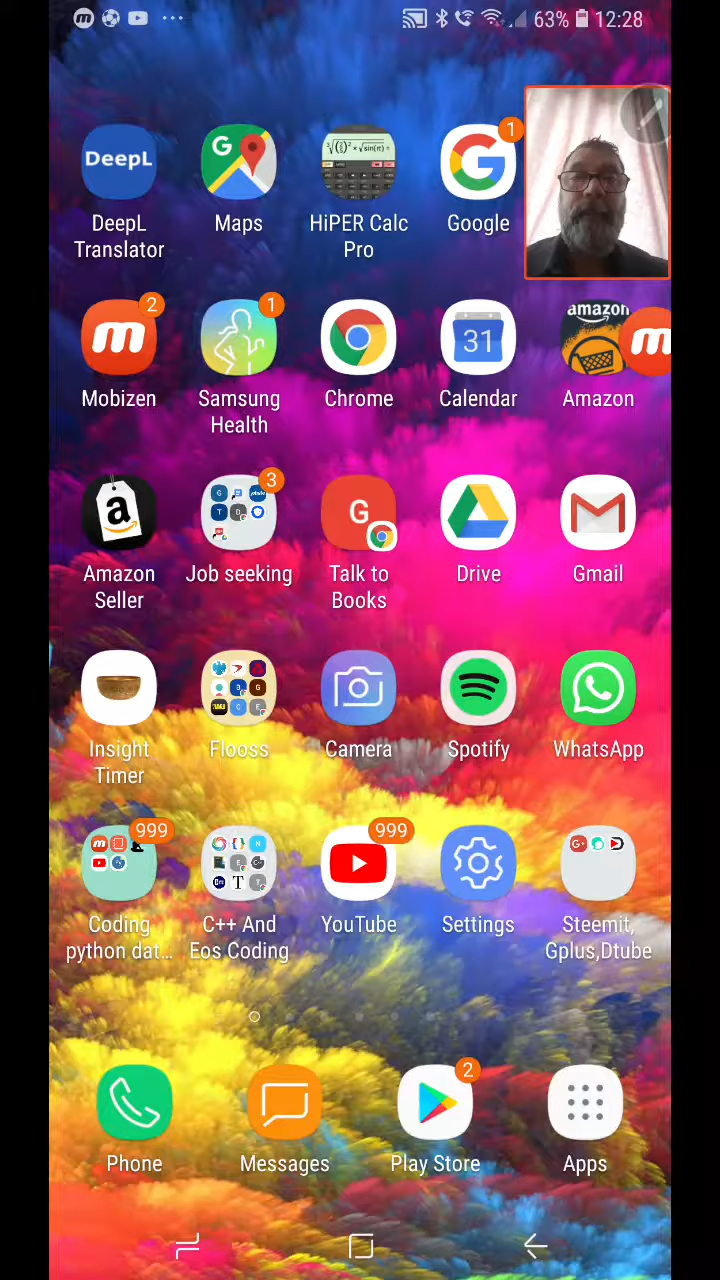 63% 12:28
DeepL
G
√(()² × √sin(π) ÷
G
1
DeepL
Translator
Maps
HiPER Calc
Pro
Google
m
2
1
31
amazon
m
Mobizen
Samsung
Health
Chrome
Calendar
Amazon
a
3
G
Amazon
Seller
Job seeking
Talk to
Books
Drive
Gmail
Insight
Timer
Flooss
Camera
Spotify
WhatsApp
999
999
Coding
python dat...
C++ And
Eos Coding
YouTube
Settings
Steemit,
Gplus,Dtube
2
Phone
Messages
Play Store
Apps